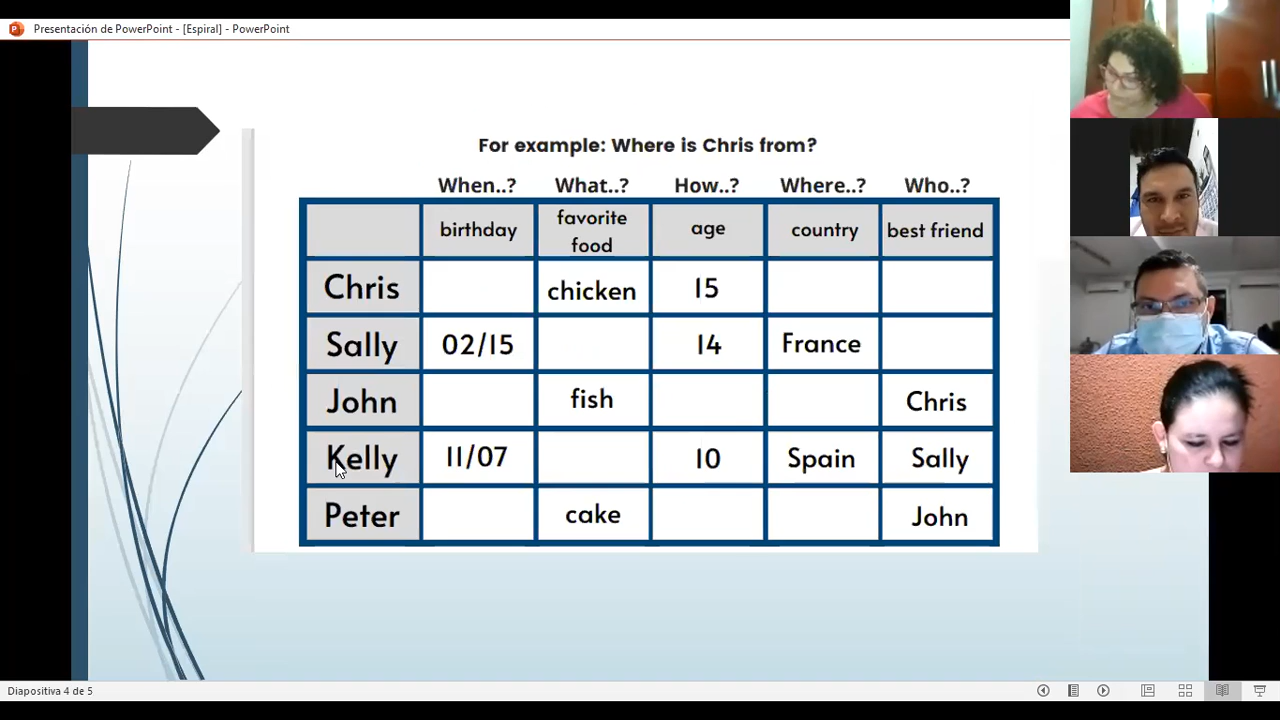 Presentación de PowerPoint - [Espiral] - PowerPoint
For example: Where is Chris from?
When..? What..? How..? Where..? Who..?
birthday favorite food age country best friend
Chris chicken 15
Sally 02/15 14 France
John fish Chris
Kelly 11/07 10 Spain Sally
Peter cake John
Diapositiva 4 de 5